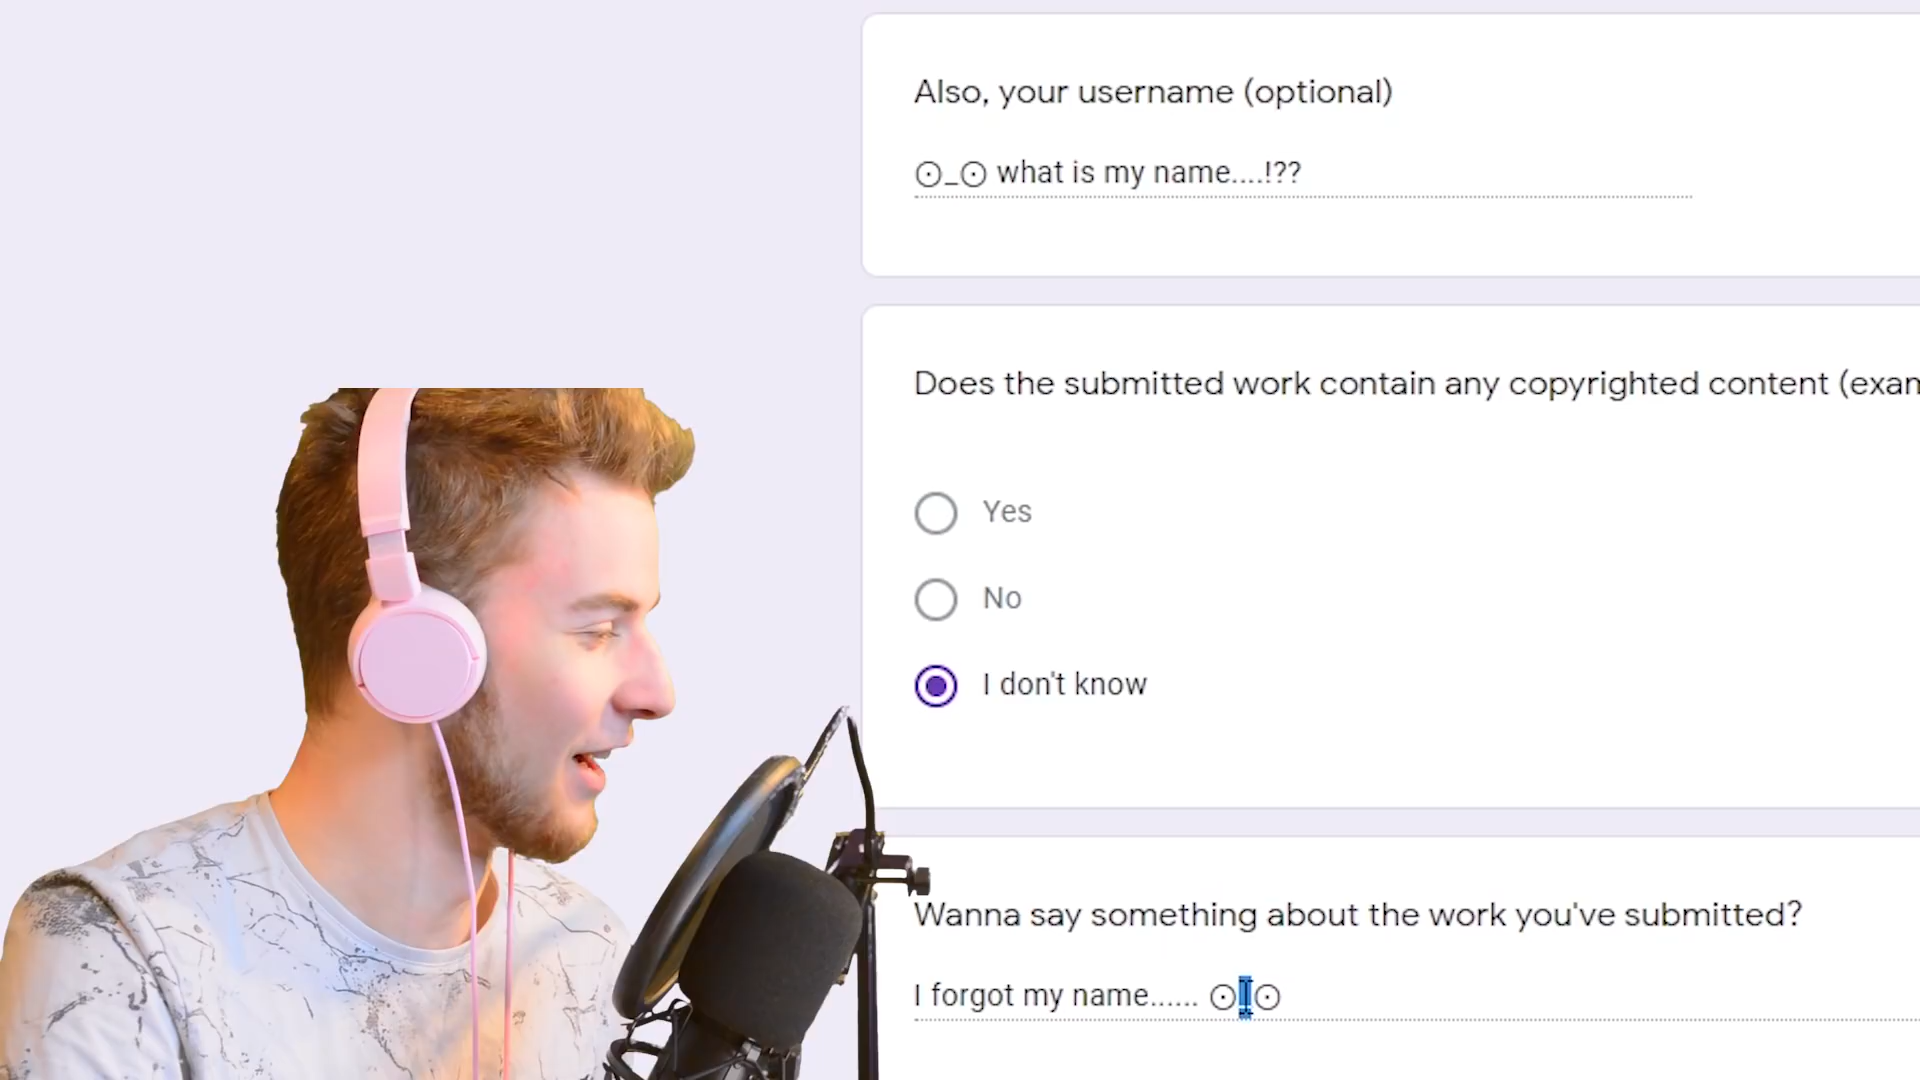 Also, your username (optional)
⊙_⊙ what is my name....!??
Does the submitted work contain any copyrighted content (exam
Yes
No
I don't know
Wanna say something about the work you've submitted?
I forgot my name...... ⊙_⊙